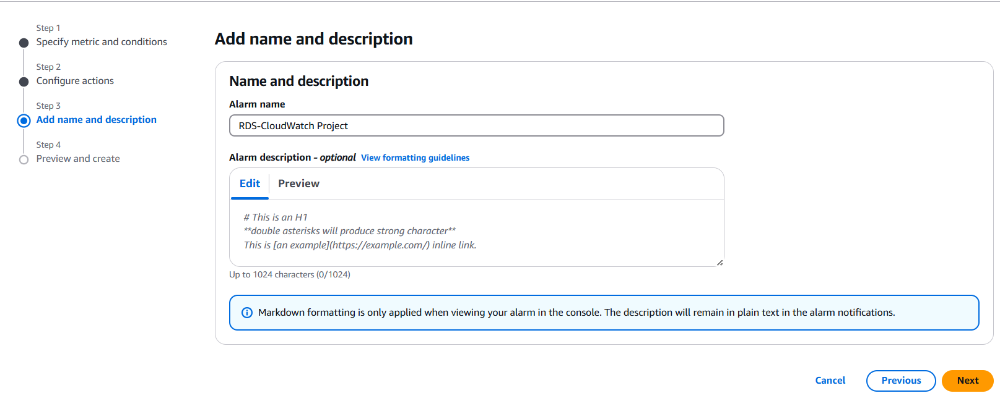 Step 1
Specify metric and conditions
Step 2
Configure actions
Step 3
Add name and description
Step 4
Preview and create
Add name and description
Name and description
Alarm name
RDS-CloudWatch Project
Alarm description - optional View formatting guidelines
Edit Preview
# This is an H1
**double asterisks will produce strong character**
This is [an example](https://example.com/) inline link.
Up to 1024 characters (0/1024)
Markdown formatting is only applied when viewing your alarm in the console. The description will remain in plain text in the alarm notifications.
Cancel Previous Next